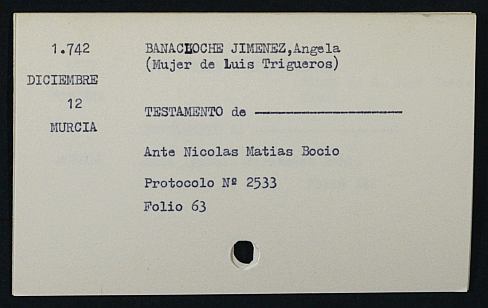 1.742
DICIEMBRE
12
MURCIA
BANACLOCHE JIMENEZ,Angela
(Mujer de Luis Trigueros)
TESTAMENTO de ————————
Ante Nicolas Matias Bocio
Protocolo Nº 2533
Folio 63